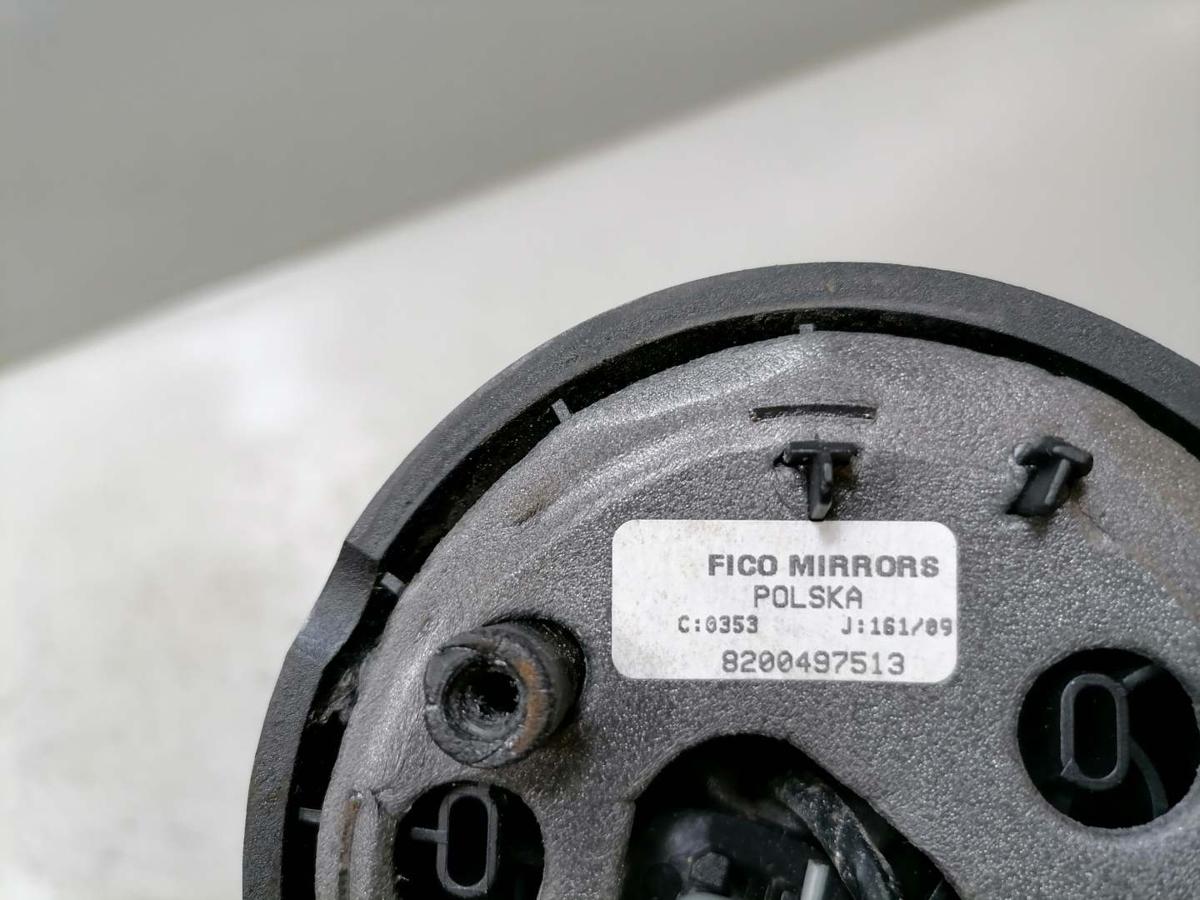 FICO MIRRORS
POLSKA
C:0353 J:161/09
8200497513